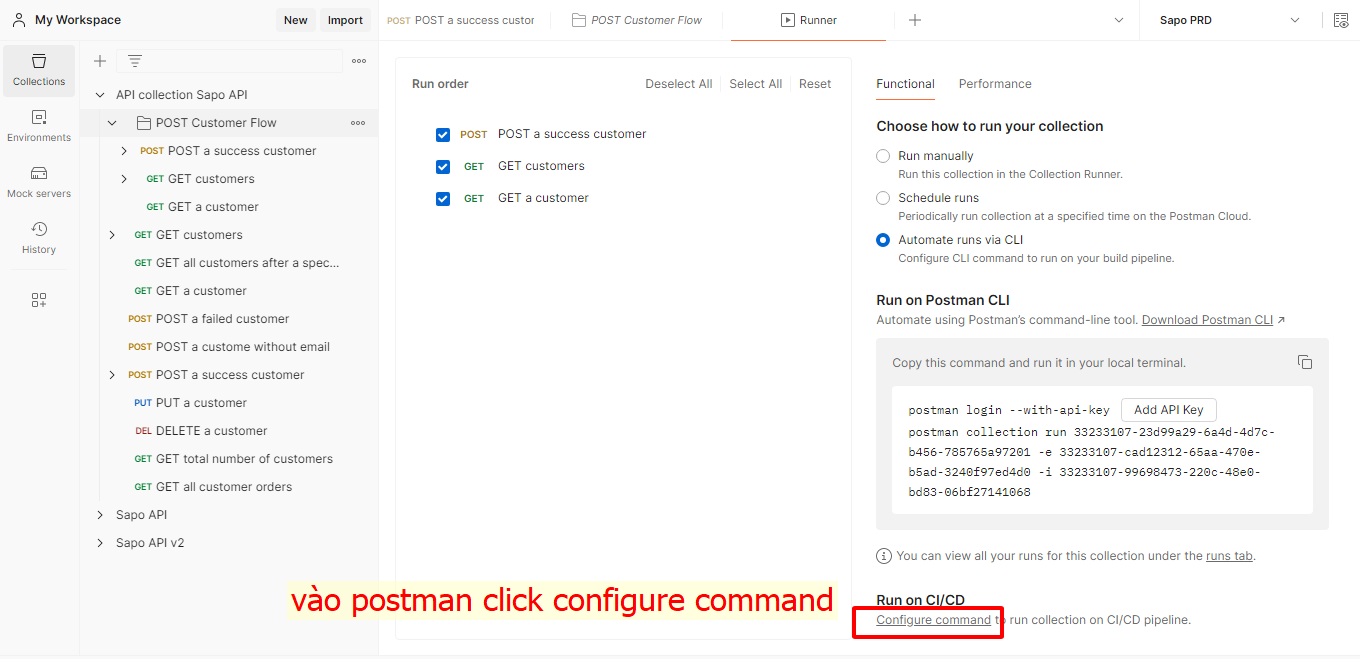 My Workspace
New
Import
POST POST a success custor
POST Customer Flow
Runner
Sapo PRD
Collections
Environments
Mock servers
History
API collection Sapo API
POST Customer Flow
POST POST a success customer
GET GET customers
GET GET a customer
GET GET customers
GET GET all customers after a spec...
GET GET a customer
POST POST a failed customer
POST POST a custome without email
POST POST a success customer
PUT PUT a customer
DEL DELETE a customer
GET GET total number of customers
GET GET all customer orders
Sapo API
Sapo API v2
Run order
Deselect All
Select All
Reset
POST POST a success customer
GET GET customers
GET GET a customer
Functional
Performance
Choose how to run your collection
Run manually
Run this collection in the Collection Runner.
Schedule runs
Periodically run collection at a specified time on the Postman Cloud.
Automate runs via CLI
Configure CLI command to run on your build pipeline.
Run on Postman CLI
Automate using Postman's command-line tool. Download Postman CLI ↗
Copy this command and run it in your local terminal.
postman login --with-api-key Add API Key
postman collection run 33233107-23d99a29-6a4d-4d7c-
b456-785765a97201 -e 33233107-cad12312-65aa-470e-
b5ad-3240f97ed4d0 -i 33233107-99698473-220c-48e0-
bd83-06bf27141068
You can view all your runs for this collection under the runs tab.
Run on CI/CD
Configure command to run collection on CI/CD pipeline.
vào postman click configure command